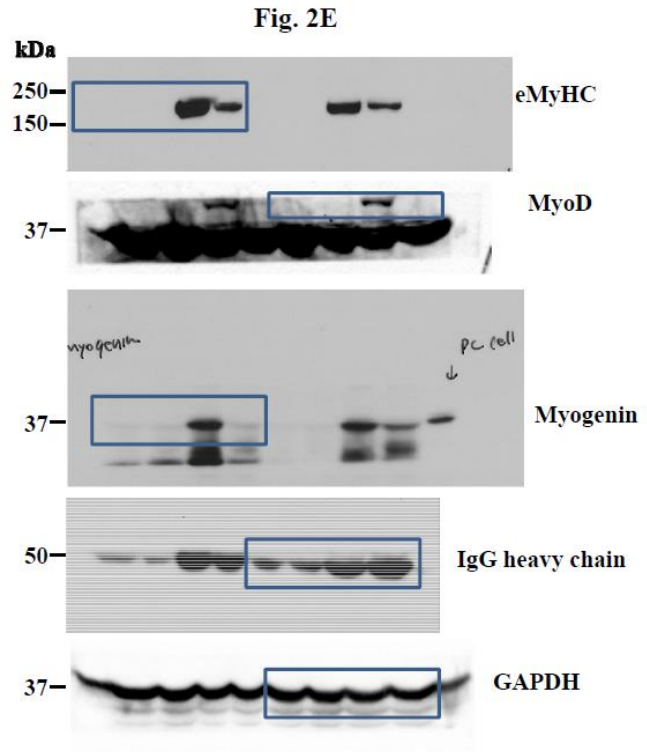 Fig. 2E
kDa
250
150
eMyHC
MyoD
37
myogenin
PC cell
37
Myogenin
50
IgG heavy chain
37
GAPDH